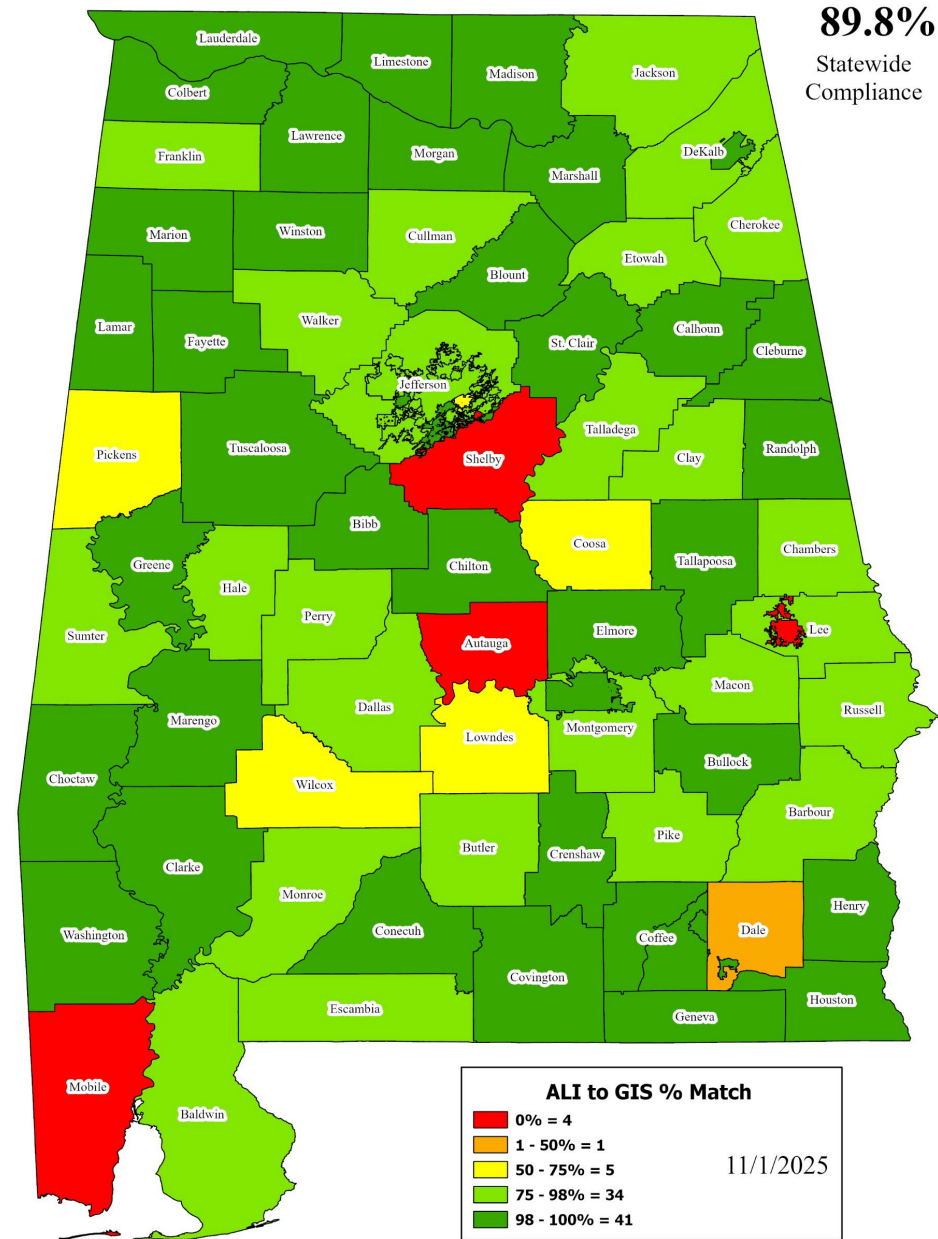 89.8%
Statewide
Compliance
Lauderdale
Limestone
Madison
Jackson
Colbert
Lawrence
Morgan
DeKalb
Franklin
Marshall
Marion
Winston
Cullman
Cherokee
Etowah
Blount
Lamar
Fayette
Walker
St. Clair
Calhoun
Cleburne
Jefferson
Talladega
Pickens
Tuscaloosa
Shelby
Clay
Randolph
Bibb
Coosa
Chambers
Greene
Chilton
Tallapoosa
Hale
Perry
Sumter
Autauga
Elmore
Lee
Macon
Dallas
Marengo
Montgomery
Russell
Lowndes
Bullock
Choctaw
Wilcox
Barbour
Pike
Butler
Crenshaw
Clarke
Monroe
Henry
Washington
Conecuh
Coffee
Dale
Covington
Houston
Escambia
Geneva
Mobile
Baldwin
ALI to GIS % Match
0% = 4
1 - 50% = 1
50 - 75% = 5
75 - 98% = 34
98 - 100% = 41
11/1/2025